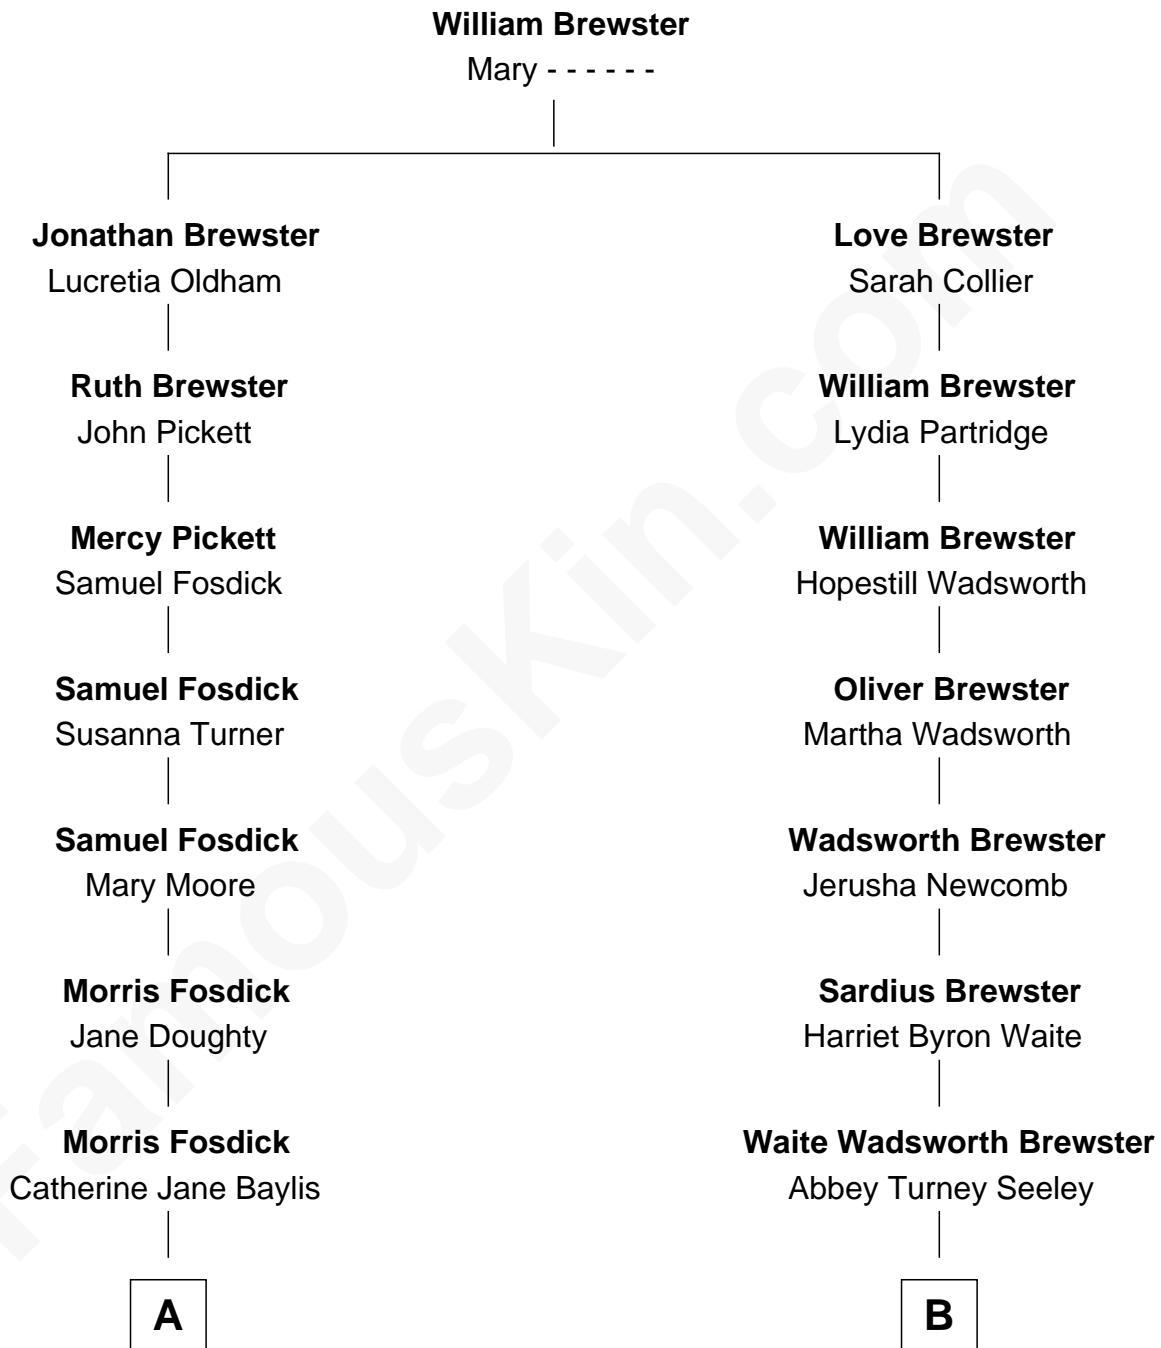 William Brewster
Mary - - - - - -
Jonathan Brewster
Lucretia Oldham
Love Brewster
Sarah Collier
Ruth Brewster
John Pickett
William Brewster
Lydia Partridge
Mercy Pickett
Samuel Fosdick
William Brewster
Hopestill Wadsworth
Samuel Fosdick
Susanna Turner
Oliver Brewster
Martha Wadsworth
Samuel Fosdick
Mary Moore
Wadsworth Brewster
Jerusha Newcomb
Morris Fosdick
Jane Doughty
Sardius Brewster
Harriet Byron Waite
Morris Fosdick
Catherine Jane Baylis
Waite Wadsworth Brewster
Abbey Turney Seeley
A
B
FamousKin.com